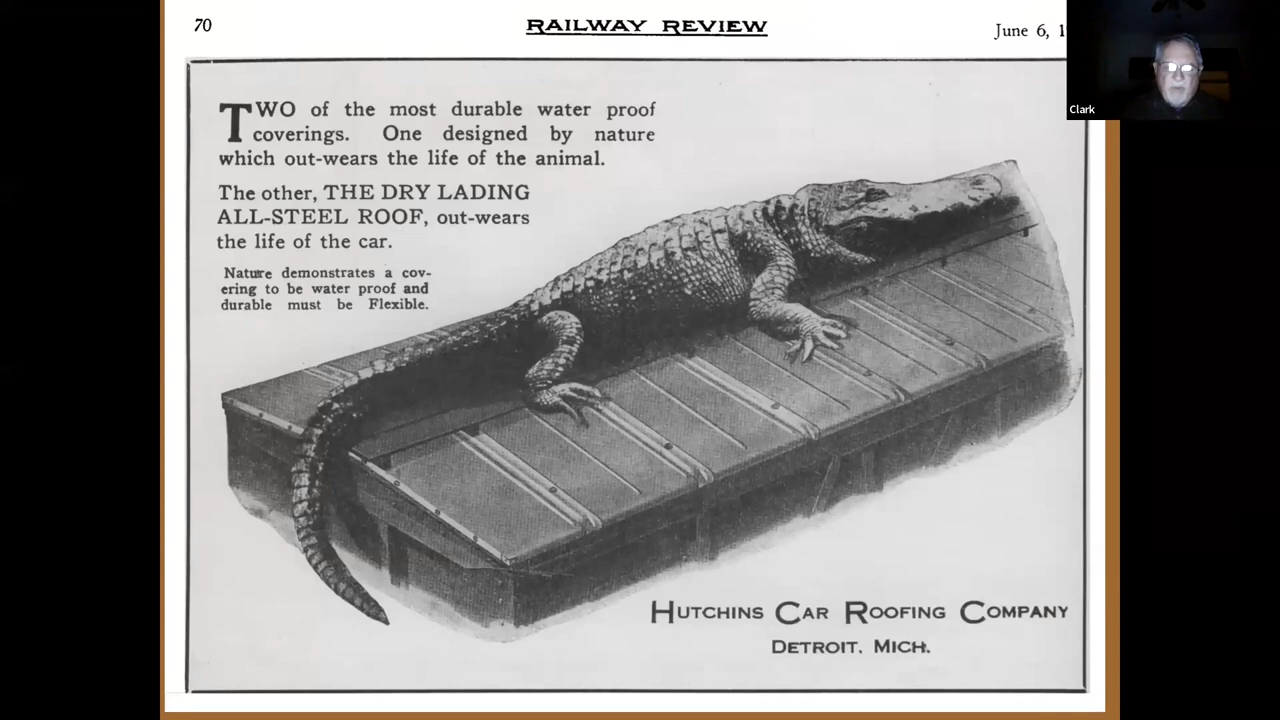 70
RAILWAY REVIEW
June 6,
Clark
TWO of the most durable water proof
coverings. One designed by nature
which out-wears the life of the animal.
The other, THE DRY LADING
ALL-STEEL ROOF, out-wears
the life of the car.
Nature demonstrates a cov-
ering to be water proof and
durable must be Flexible.
HUTCHINS CAR ROOFING COMPANY
DETROIT. MICH.